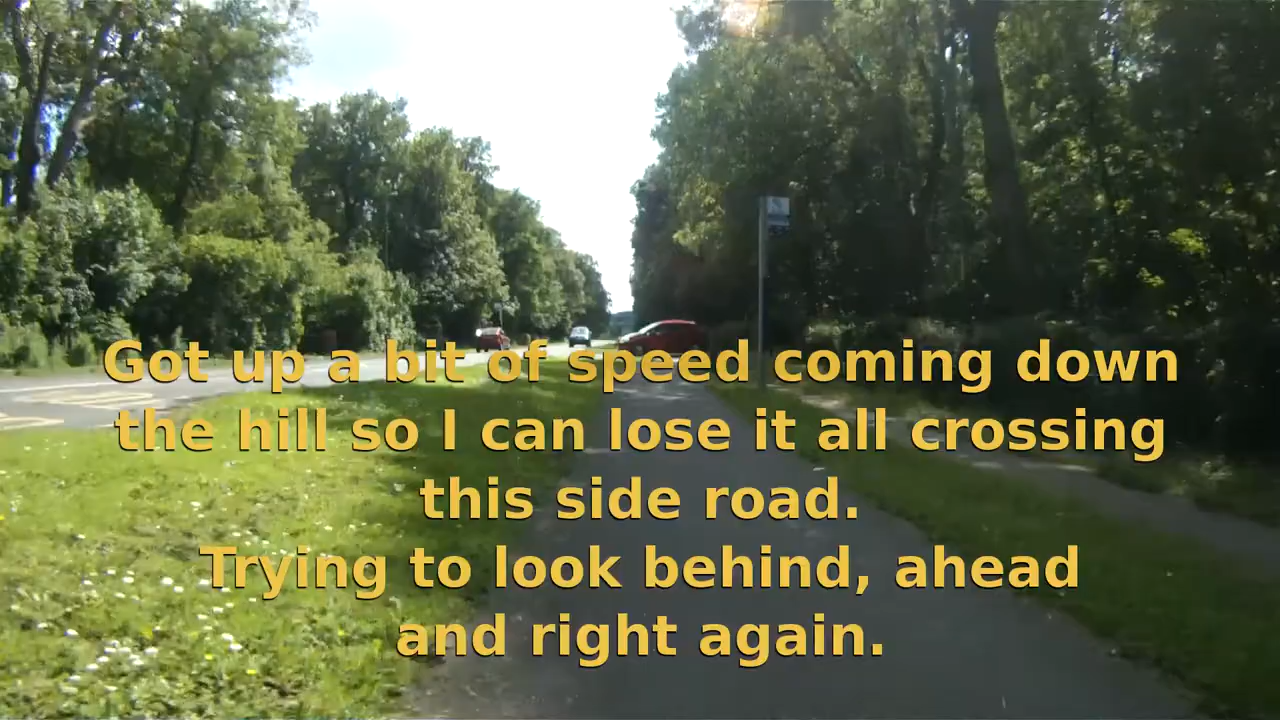 Got up a bit of speed coming down
the hill so I can lose it all crossing
this side road.
Trying to look behind, ahead
and right again.